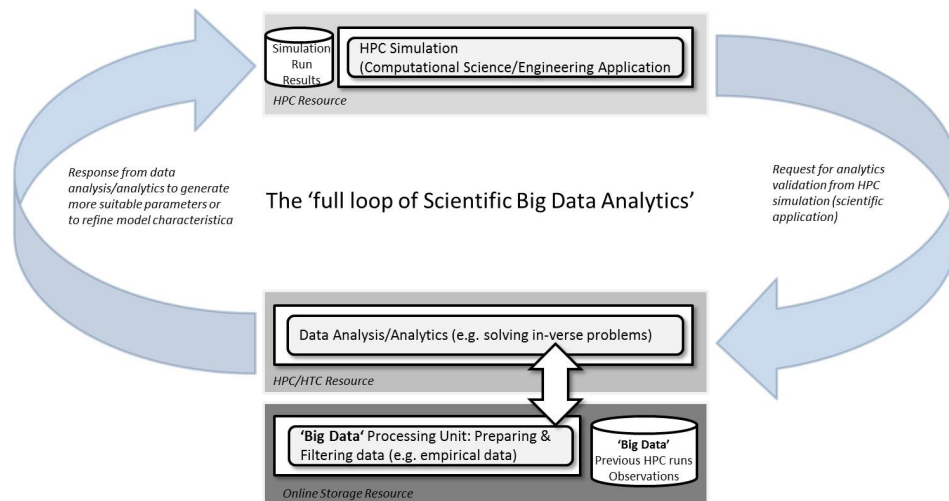 Simulation
Run
Results
HPC Simulation
(Computational Science/Engineering Application
HPC Resource
Response from data
analysis/analytics to generate
more suitable parameters or
to refine model characteristica
The ‘full loop of Scientific Big Data Analytics’
Request for analytics
validation from HPC
simulation (scientific
application)
Data Analysis/Analytics (e.g. solving in-verse problems)
HPC/HTC Resource
‘Big Data‘ Processing Unit: Preparing &
Filtering data (e.g. empirical data)
‘Big Data’
Previous HPC runs
Observations
Online Storage Resource